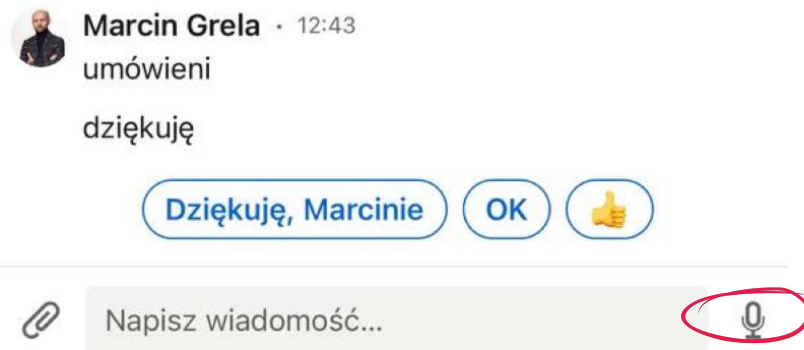 Marcin Grela · 12:43
umówieni
dziękuję
Dziękuję, Marcinie OK 👍
Napisz wiadomość...